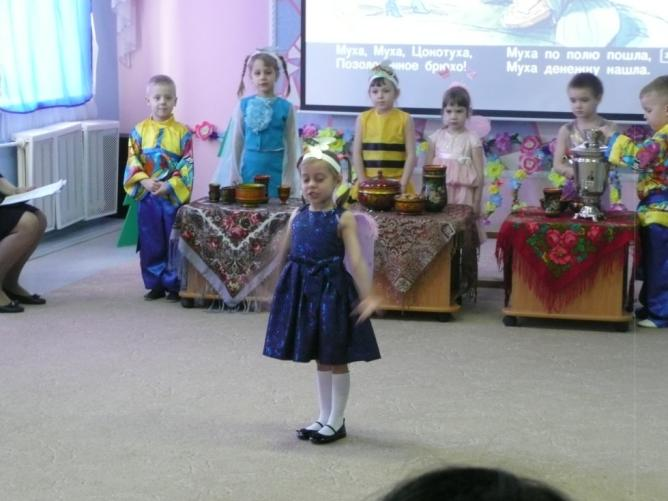 Муха, Муха, Цокотуха,
Позолоченное брюхо!
Муха по полю пошла,
Муха денежку нашла.